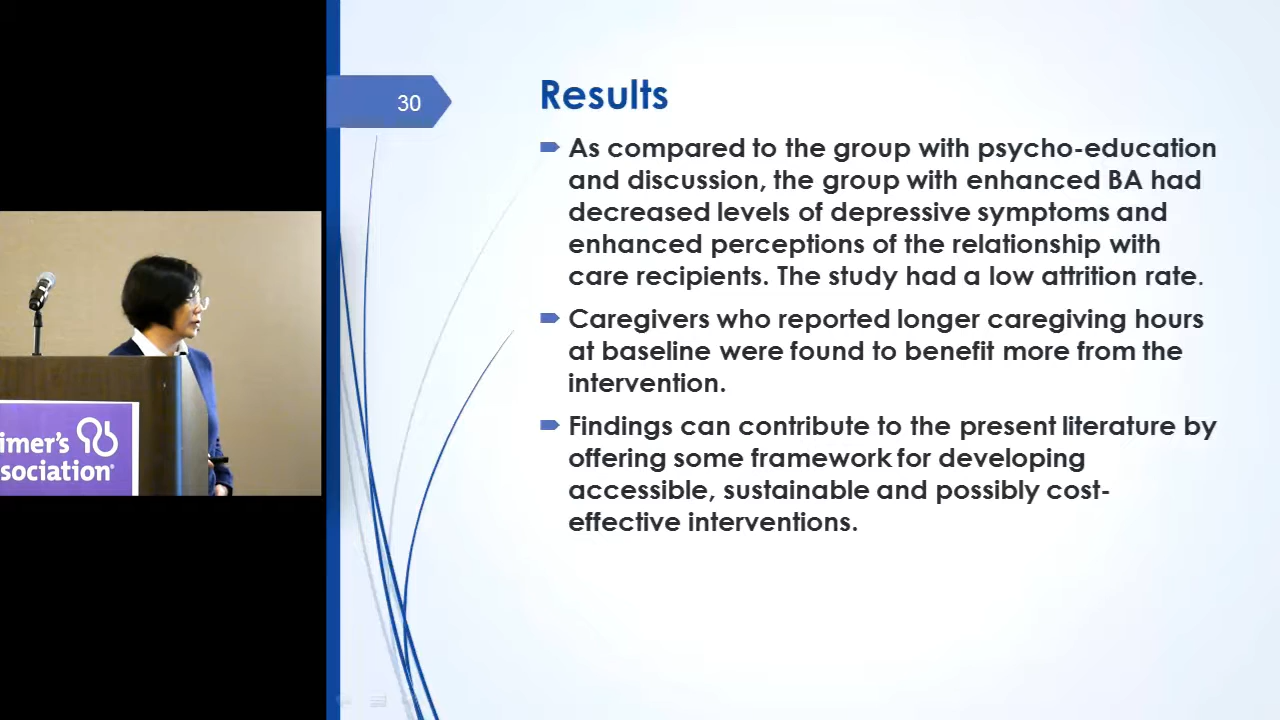 30
Results
As compared to the group with psycho-education
and discussion, the group with enhanced BA had
decreased levels of depressive symptoms and
enhanced perceptions of the relationship with
care recipients. The study had a low attrition rate.
Caregivers who reported longer caregiving hours
at baseline were found to benefit more from the
intervention.
Findings can contribute to the present literature by
offering some framework for developing
accessible, sustainable and possibly cost-
effective interventions.
imer's
sociation